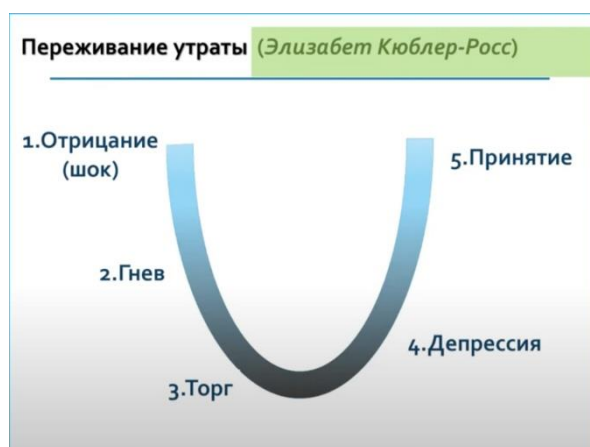 Переживание утраты (Элизабет Кюблер-Росс)
1.Отрицание
(шок)
2.Гнев
3.Торг
4.Депрессия
5.Принятие